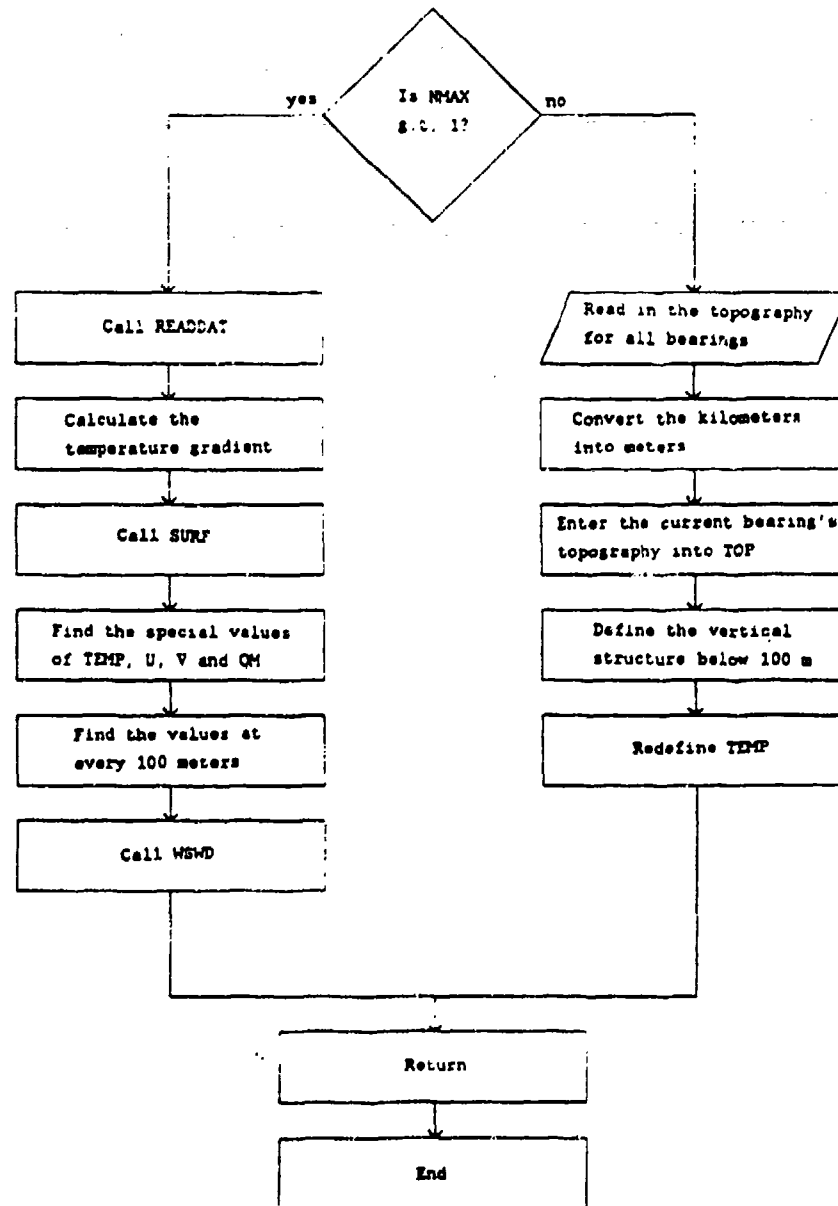 Is NMAX
yes
no
1?
Call READDAT
Calculate the
temperature gradient
Call SURF
Find the special values
of TEMP, U, V and QM
Find the values at
every 100 meters
Call WSWD
Read in the topography
for all bearings
Convert the kilometers
into meters
Enter the current bearing's
topography into TOP
Define the vertical
structure below 100 m
Redefine TEMP
Return
End